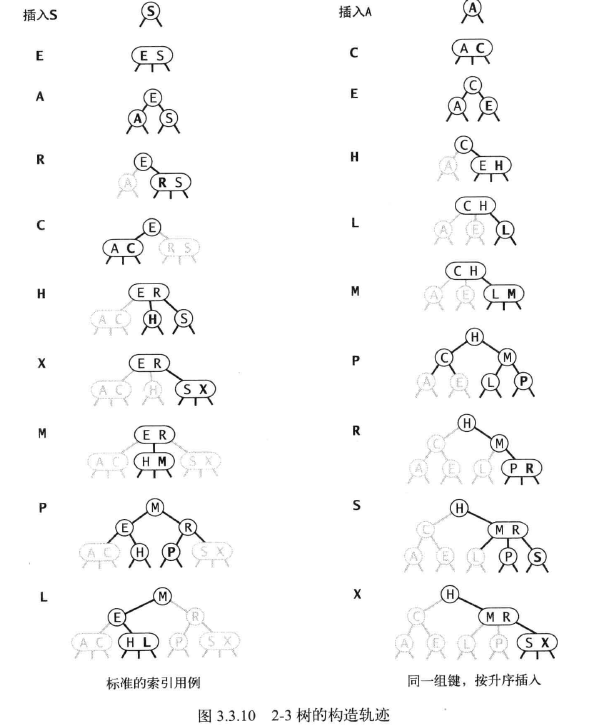 插入S S
E E S
A E
A S
R E
A R S
C E
A C R S
H E R
A C H S
X E R
A C H S X
M E R
A C H M S X
P M
E R
A C H P S X
L M
E R
A C H L P S X
标准的索引用例
插入A A
C A C
E C
A E
H C
A E H
L C H
A E L
M C H
A E L M
P H
C M
A E L P
R H
C M
A E L P R
S H
C M R
A E L P S
X H
C M R
A E L P S X
同一组键，按升序插入
图 3.3.10 2-3 树的构造轨迹